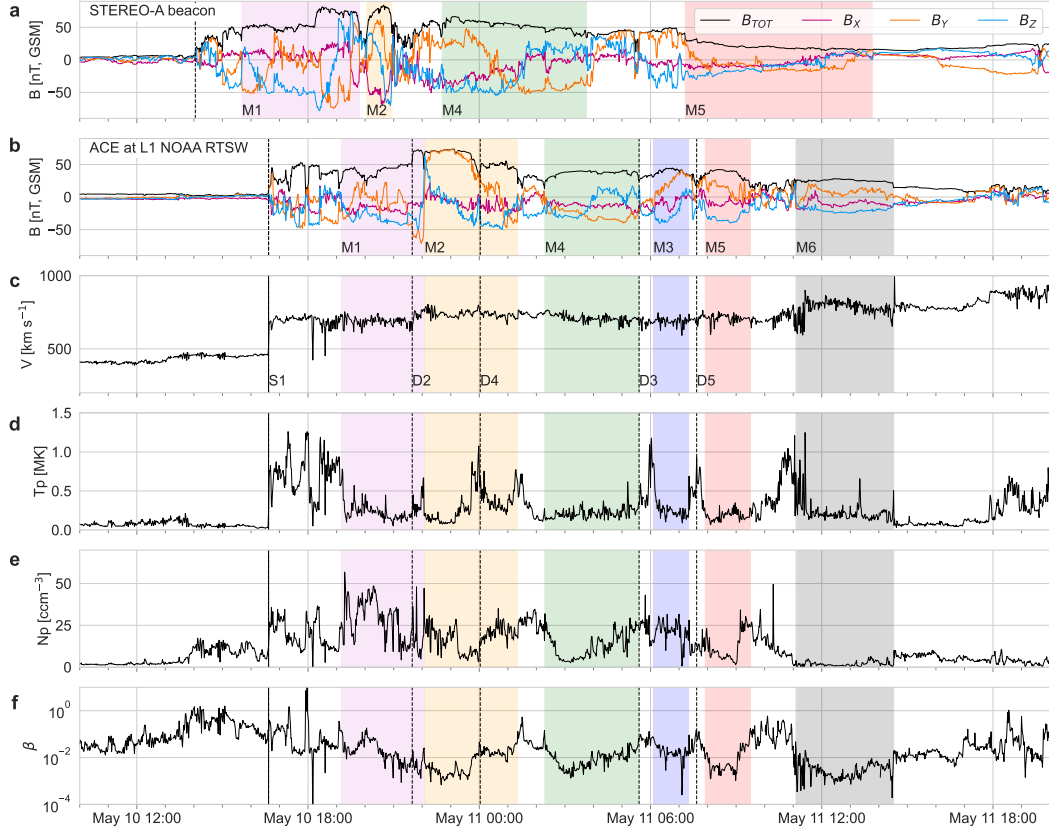 a
STEREO-A beacon
B_TOT B_X B_Y B_Z
B [nT, GSM]
50
0
−50
M1
M2
M4
M5
b
ACE at L1 NOAA RTSW
B [nT, GSM]
50
0
−50
M1
M2
M4
M3
M5
M6
c
V [km s⁻¹]
1000
500
S1
D2
D4
D3
D5
d
Tp [MK]
1.5
1.0
0.5
0.0
e
Np [ccm⁻³]
50
25
0
f
β
10⁰
10⁻²
10⁻⁴
May 10 12:00
May 10 18:00
May 11 00:00
May 11 06:00
May 11 12:00
May 11 18:00